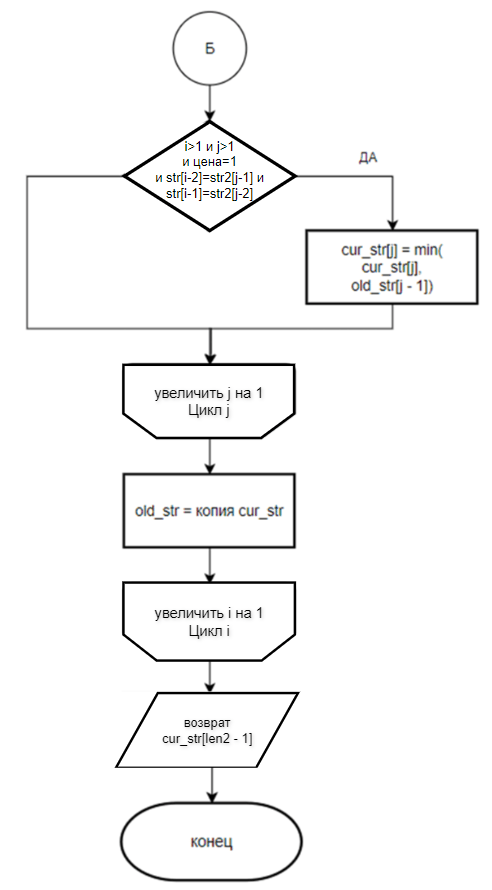 Б
i>1 и j>1
и цена=1
и str[i-2]=str2[j-1] и
str[i-1]=str2[j-2]
ДА
cur_str[j] = min(
cur_str[j],
old_str[j - 1])
увеличить j на 1
Цикл j
old_str = копия cur_str
увеличить i на 1
Цикл i
возврат
cur_str[len2 - 1]
конец